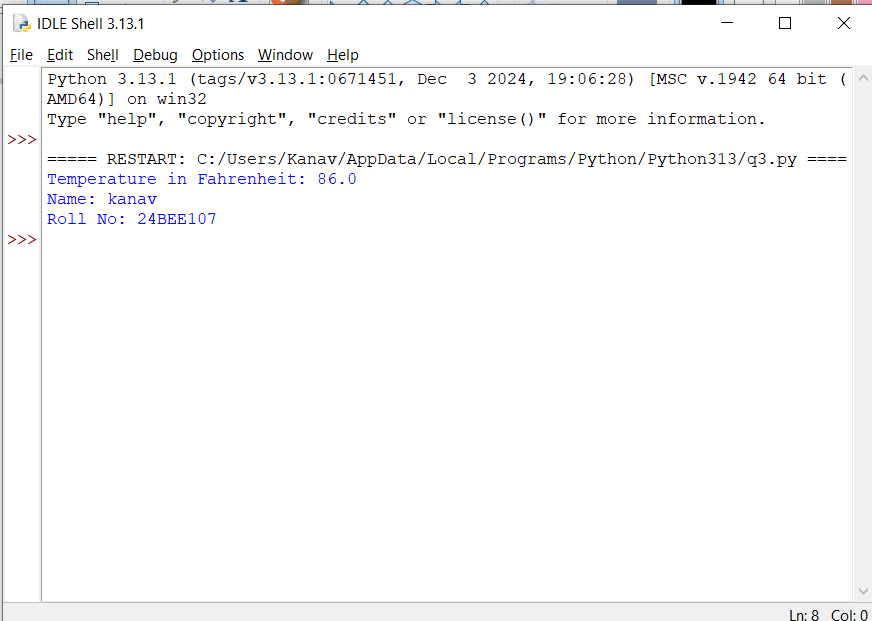 IDLE Shell 3.13.1
File Edit Shell Debug Options Window Help
Python 3.13.1 (tags/v3.13.1:0671451, Dec  3 2024, 19:06:28) [MSC v.1942 64 bit (
AMD64)] on win32
Type "help", "copyright", "credits" or "license()" for more information.
>>>
===== RESTART: C:/Users/Kanav/AppData/Local/Programs/Python/Python313/q3.py ====
Temperature in Fahrenheit: 86.0
Name: kanav
Roll No: 24BEE107
>>>
Ln: 8 Col: 0